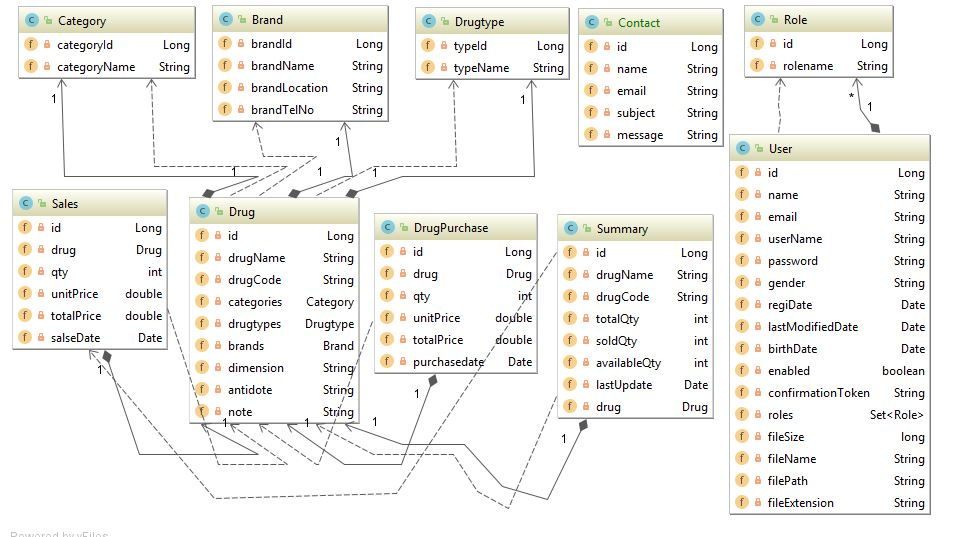 Category
categoryId Long
categoryName String
Brand
brandId Long
brandName String
brandLocation String
brandTelNo String
Drugtype
typeId Long
typeName String
Contact
id Long
name String
email String
subject String
message String
Role
id Long
rolename String
1
1
1
*
1
1
1
1
User
id Long
name String
email String
userName String
password String
gender String
regiDate Date
lastModifiedDate Date
birthDate Date
enabled boolean
confirmationToken String
roles Set<Role>
fileSize long
fileName String
filePath String
fileExtension String
Sales
id Long
drug Drug
qty int
unitPrice double
totalPrice double
salseDate Date
Drug
id Long
drugName String
drugCode String
categories Category
drugtypes Drugtype
brands Brand
dimension String
antidote String
note String
DrugPurchase
id Long
drug Drug
qty int
unitPrice double
totalPrice double
purchasedate Date
Summary
id Long
drugName String
drugCode String
totalQty int
soldQty int
availableQty int
lastUpdate Date
drug Drug
1
1
1
1
1
1
Powered by yFiles